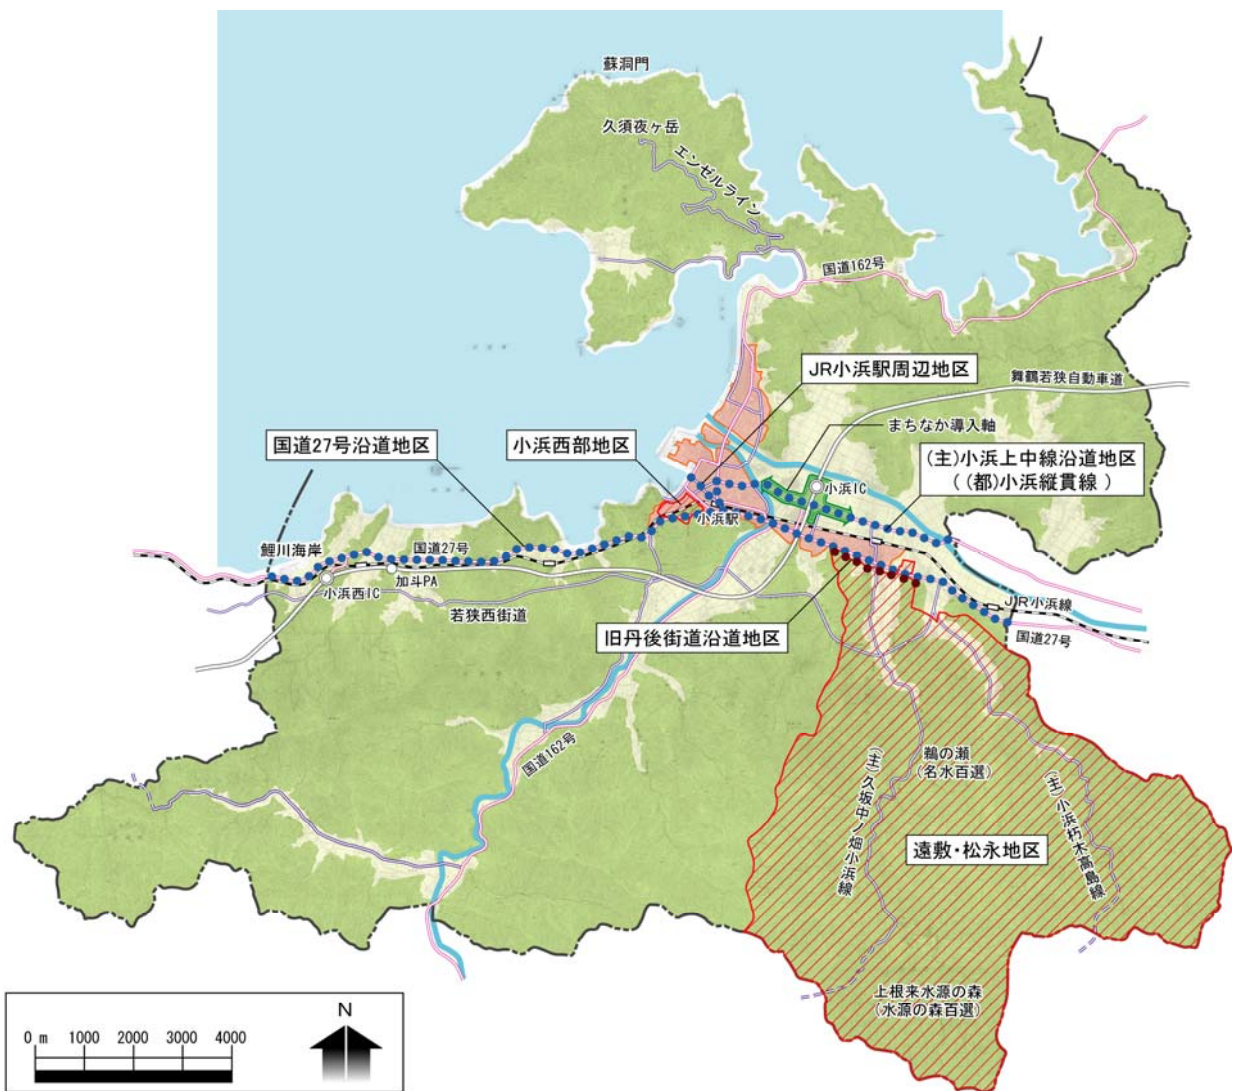 蘇洞門
久須夜ヶ岳
エンゼルライン
国道162号
JR小浜駅周辺地区
舞鶴若狭自動車道
まちなか導入軸
国道27号沿道地区
小浜西部地区
(主)小浜上中線沿道地区
((都)小浜縦貫線)
小浜IC
小浜駅
鯉川海岸
国道27号
加斗PA
小浜西IC
若狭西街道
JR小浜線
国道27号
旧丹後街道沿道地区
国道162号
鵜の瀬
(名水百選)
(主)久坂中ノ畑小浜線
(主)小浜朽木高島線
遠敷・松永地区
上根来水源の森
(水源の森百選)
N
0 m 1000 2000 3000 4000